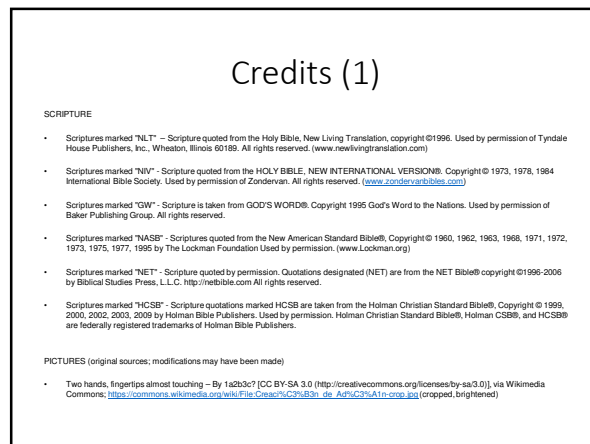 Credits (1)
SCRIPTURE
• Scriptures marked "NLT" – Scripture quoted from the Holy Bible, New Living Translation, copyright ©1996. Used by permission of Tyndale
House Publishers, Inc., Wheaton, Illinois 60189. All rights reserved. (www.newlivingtranslation.com)
• Scriptures marked "NIV" - Scripture quoted from the HOLY BIBLE, NEW INTERNATIONAL VERSION®. Copyright © 1973, 1978, 1984
International Bible Society. Used by permission of Zondervan. All rights reserved. (www.zondervanbibles.com)
• Scriptures marked "GW" - Scripture is taken from GOD'S WORD®. Copyright 1995 God's Word to the Nations. Used by permission of
Baker Publishing Group. All rights reserved.
• Scriptures marked "NASB" - Scriptures quoted from the New American Standard Bible®, Copyright © 1960, 1962, 1963, 1968, 1971, 1972,
1973, 1975, 1977, 1995 by The Lockman Foundation Used by permission. (www.Lockman.org)
• Scriptures marked "NET" - Scripture quoted by permission. Quotations designated (NET) are from the NET Bible® copyright ©1996-2006
by Biblical Studies Press, L.L.C. http://netbible.com All rights reserved.
• Scriptures marked "HCSB" - Scripture quotations marked HCSB are taken from the Holman Christian Standard Bible®, Copyright © 1999,
2000, 2002, 2003, 2009 by Holman Bible Publishers. Used by permission. Holman Christian Standard Bible®, Holman CSB®, and HCSB®
are federally registered trademarks of Holman Bible Publishers.
PICTURES (original sources; modifications may have been made)
• Two hands, fingertips almost touching – By 1a2b3c? [CC BY-SA 3.0 (http://creativecommons.org/licenses/by-sa/3.0)], via Wikimedia
Commons; https://commons.wikimedia.org/wiki/File:Creaci%C3%B3n_de_Ad%C3%A1n-crop.jpg (cropped, brightened)